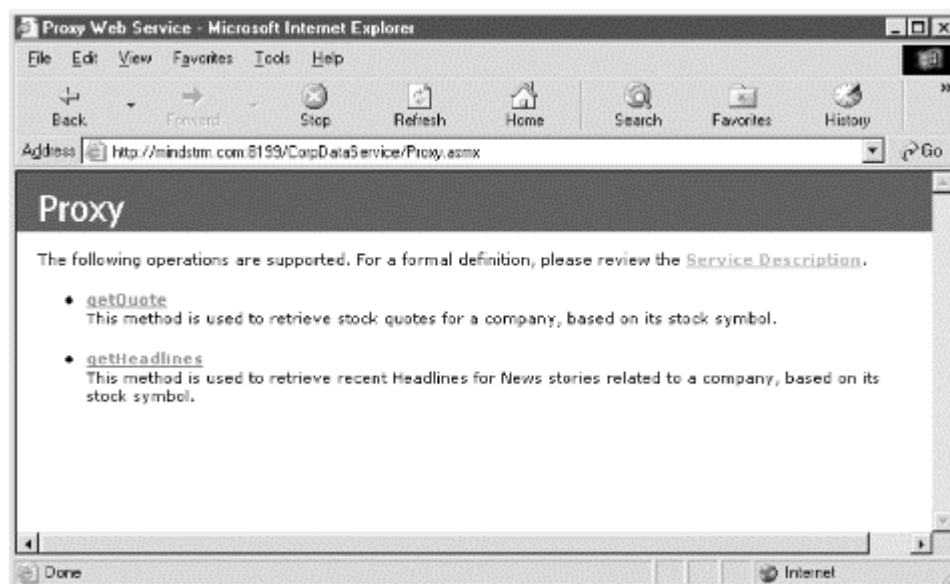 Proxy Web Service - Microsoft Internet Explorer
File Edit View Favorites Tools Help
Back Forward Stop Refresh Home Search Favorites History »
Address http://mindstrm.com:8199/CorpDataService/Proxy.asmx Go
Proxy
The following operations are supported. For a formal definition, please review the Service Description.
• getQuote
This method is used to retrieve stock quotes for a company, based on its stock symbol.
• getHeadlines
This method is used to retrieve recent Headlines for News stories related to a company, based on its
stock symbol.
Done Internet